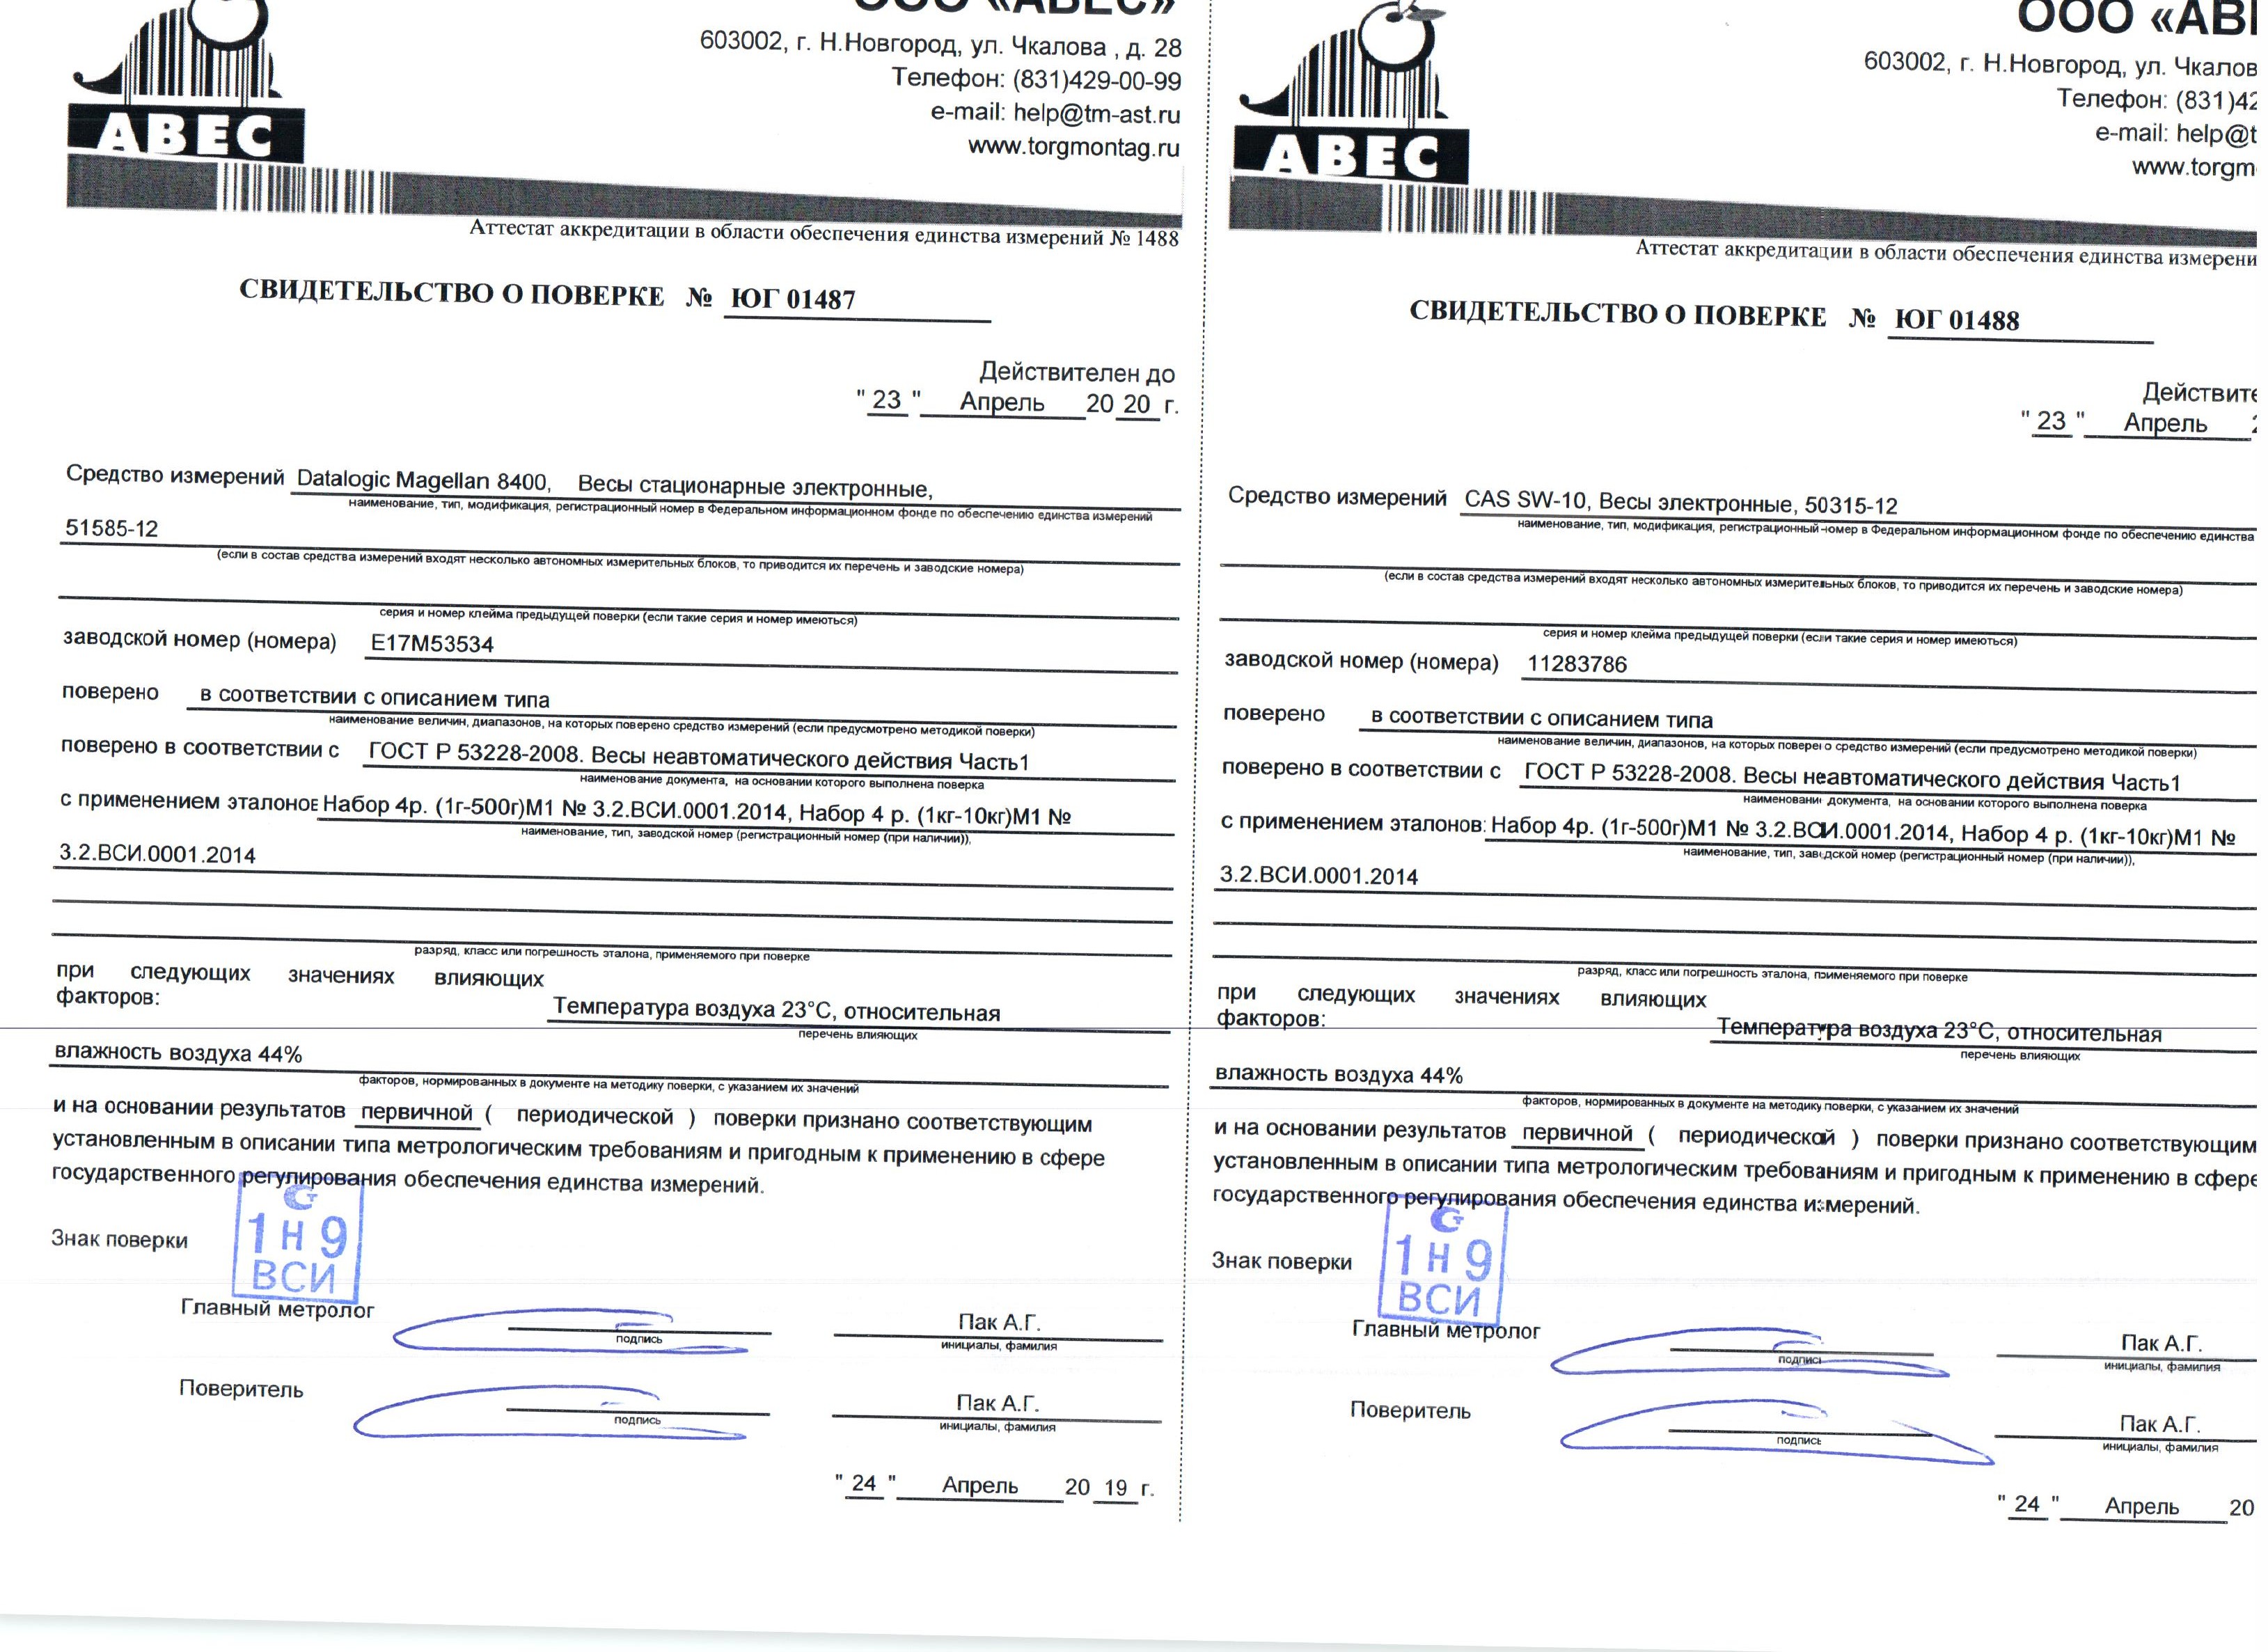 ООО «АВЕС»
603002, г. Н.Новгород, ул. Чкалова , д. 28
Телефон: (831)429-00-99
e-mail: help@tm-ast.ru
www.torgmontag.ru
АВЕС
Аттестат аккредитации в области обеспечения единства измерений № 1488
СВИДЕТЕЛЬСТВО О ПОВЕРКЕ № ЮГ 01487
Действителен до
" 23 " Апрель 20 20 г.
Средство измерений Datalogic Magellan 8400, Весы стационарные электронные,
наименование, тип, модификация, регистрационный номер в Федеральном информационном фонде по обеспечению единства измерений
51585-12
(если в состав средства измерений входят несколько автономных измерительных блоков, то приводится их перечень и заводские номера)
серия и номер клейма предыдущей поверки (если такие серия и номер имеються)
заводской номер (номера) E17M53534
поверено в соответствии с описанием типа
наименование величин, диапазонов, на которых поверено средство измерений (если предусмотрено методикой поверки)
поверено в соответствии с ГОСТ Р 53228-2008. Весы неавтоматического действия Часть1
наименование документа, на основании которого выполнена поверка
с применением эталонов Набор 4р. (1г-500г)М1 № 3.2.ВСИ.0001.2014, Набор 4 р. (1кг-10кг)М1 №
наименование, тип, заводской номер (регистрационный номер (при наличии)),
3.2.ВСИ.0001.2014
разряд, класс или погрешность эталона, применяемого при поверке
при следующих значениях влияющих
факторов:
Температура воздуха 23°С, относительная
перечень влияющих
влажность воздуха 44%
факторов, нормированных в документе на методику поверки, с указанием их значений
и на основании результатов первичной ( периодической ) поверки признано соответствующим
установленным в описании типа метрологическим требованиям и пригодным к применению в сфере
государственного регулирования обеспечения единства измерений.
1 Н 9
Знак поверки
ВСИ
Главный метролог Пак А.Г.
подпись инициалы, фамилия
Поверитель Пак А.Г.
подпись инициалы, фамилия
" 24 " Апрель 20 19 г.
ООО «АВ
603002, г. Н.Новгород, ул. Чкалов
Телефон: (831)42
e-mail: help@t
www.torgm
АВЕС
Аттестат аккредитации в области обеспечения единства измерени
СВИДЕТЕЛЬСТВО О ПОВЕРКЕ № ЮГ 01488
Действите
" 23 " Апрель 2
Средство измерений CAS SW-10, Весы электронные, 50315-12
наименование, тип, модификация, регистрационный номер в Федеральном информационном фонде по обеспечению единства
(если в состав средства измерений входят несколько автономных измерительных блоков, то приводится их перечень и заводские номера)
серия и номер клейма предыдущей поверки (если такие серия и номер имеються)
заводской номер (номера) 11283786
поверено в соответствии с описанием типа
наименование величин, диапазонов, на которых поверено средство измерений (если предусмотрено методикой поверки)
поверено в соответствии с ГОСТ Р 53228-2008. Весы неавтоматического действия Часть1
наименование документа, на основании которого выполнена поверка
с применением эталонов: Набор 4р. (1г-500г)М1 № 3.2.ВСИ.0001.2014, Набор 4 р. (1кг-10кг)М1 №
наименование, тип, заводской номер (регистрационный номер (при наличии)),
3.2.ВСИ.0001.2014
разряд, класс или погрешность эталона, применяемого при поверке
при следующих значениях влияющих
факторов:
Температура воздуха 23°С, относительная
перечень влияющих
влажность воздуха 44%
факторов, нормированных в документе на методику поверки, с указанием их значений
и на основании результатов первичной ( периодической ) поверки признано соответствующим
установленным в описании типа метрологическим требованиям и пригодным к применению в сфере
государственного регулирования обеспечения единства измерений.
1 Н 9
Знак поверки
ВСИ
Главный метролог Пак А.Г.
подпись инициалы, фамилия
Поверитель Пак А.Г.
подпись инициалы, фамилия
" 24 " Апрель 20